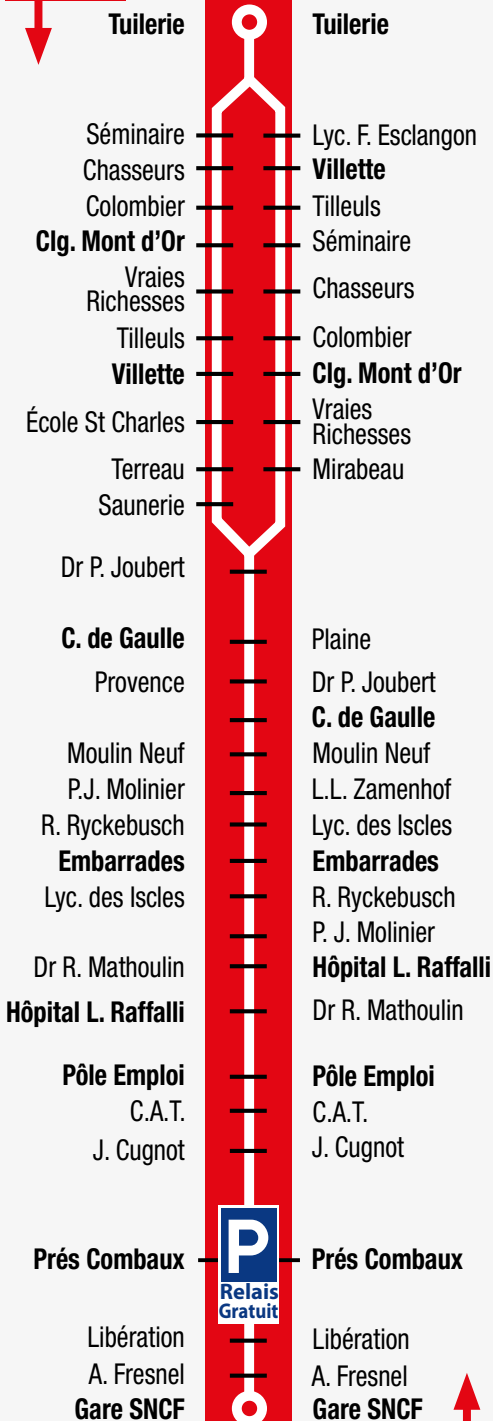 Tuilerie
Tuilerie
Séminaire
Lyc. F. Esclangon
Chasseurs
Villette
Colombier
Tilleuls
Clg. Mont d'Or
Séminaire
Vraies
Richesses
Chasseurs
Tilleuls
Colombier
Villette
Clg. Mont d'Or
École St Charles
Vraies
Richesses
Terreau
Mirabeau
Saunerie
Dr P. Joubert
C. de Gaulle
Plaine
Provence
Dr P. Joubert
C. de Gaulle
Moulin Neuf
Moulin Neuf
P.J. Molinier
L.L. Zamenhof
R. Ryckebusch
Lyc. des Iscles
Embarrades
Embarrades
Lyc. des Iscles
R. Ryckebusch
P. J. Molinier
Dr R. Mathoulin
Hôpital L. Raffalli
Hôpital L. Raffalli
Dr R. Mathoulin
Pôle Emploi
Pôle Emploi
C.A.T.
C.A.T.
J. Cugnot
J. Cugnot
Prés Combaux
P
Relais
Gratuit
Prés Combaux
Libération
Libération
A. Fresnel
A. Fresnel
Gare SNCF
Gare SNCF